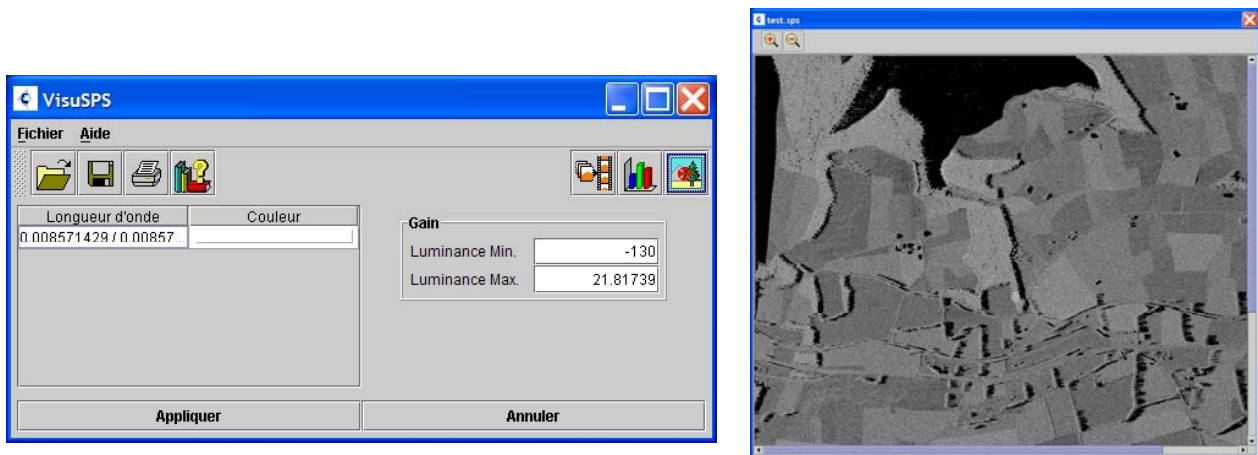 VisuSPS
Fichier Aide
Longueur d'onde Couleur
0.008571429 / 0.00857...
Gain
Luminance Min. -130
Luminance Max. 21.81739
Appliquer Annuler
test.sps